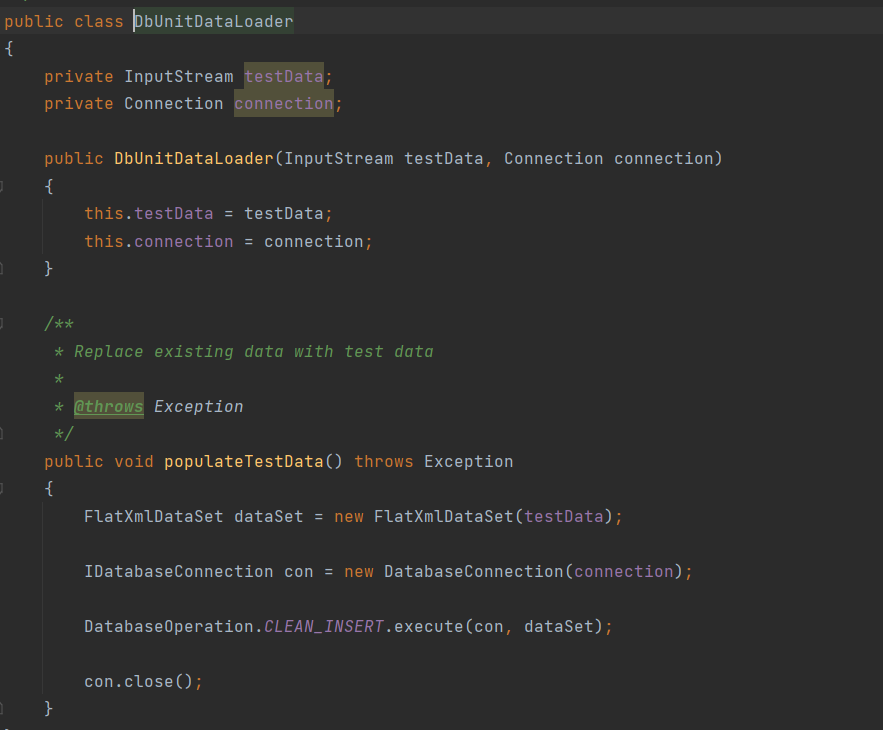 public class DbUnitDataLoader
{
    private InputStream testData;
    private Connection connection;

    public DbUnitDataLoader(InputStream testData, Connection connection)
    {
        this.testData = testData;
        this.connection = connection;
    }

    /**
     * Replace existing data with test data
     *
     * @throws Exception
     */
    public void populateTestData() throws Exception
    {
        FlatXmlDataSet dataSet = new FlatXmlDataSet(testData);

        IDatabaseConnection con = new DatabaseConnection(connection);

        DatabaseOperation.CLEAN_INSERT.execute(con, dataSet);

        con.close();
    }